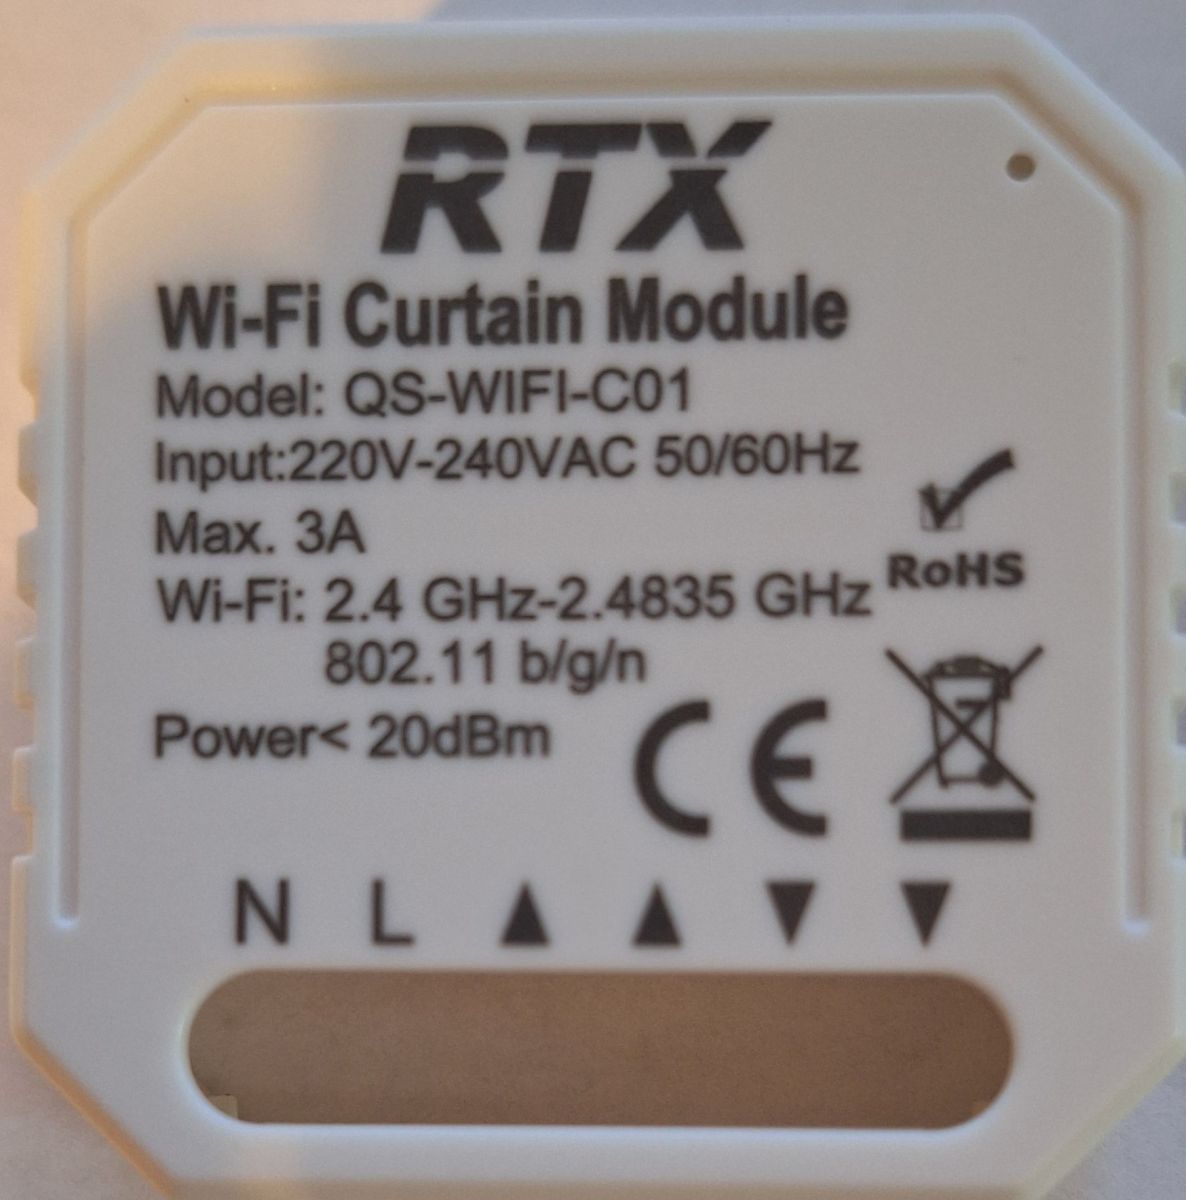 RTX
Wi-Fi Curtain Module
Model: QS-WIFI-C01
Input:220V-240VAC 50/60Hz
Max. 3A
RoHS
Wi-Fi: 2.4 GHz-2.4835 GHz
802.11 b/g/n
Power< 20dBm
CE
N L ▲ ▲ ▼ ▼